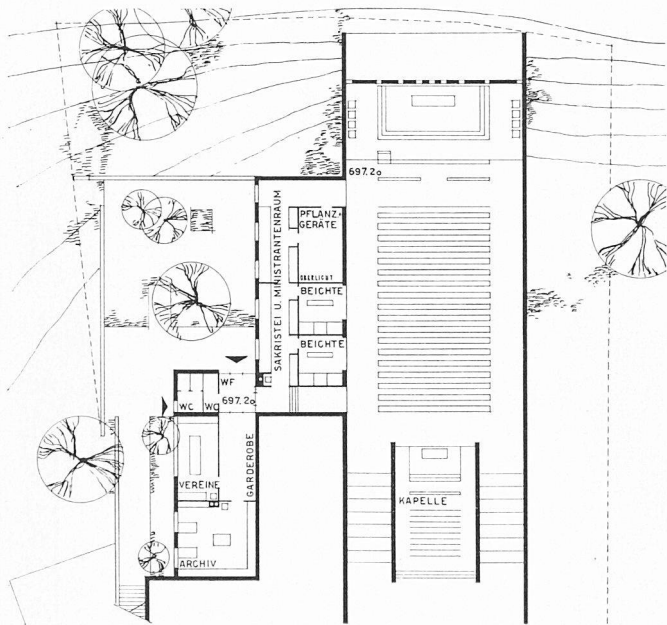 697.20
SAKRISTEI U. MINISTRANTENRAUM
PFLANZ.
GERÄTE
OBERLICHT
BEICHTE
BEICHTE
WF
WC
WC
697.20
GARDEROBE
VEREINE
ARCHIV
KAPELLE